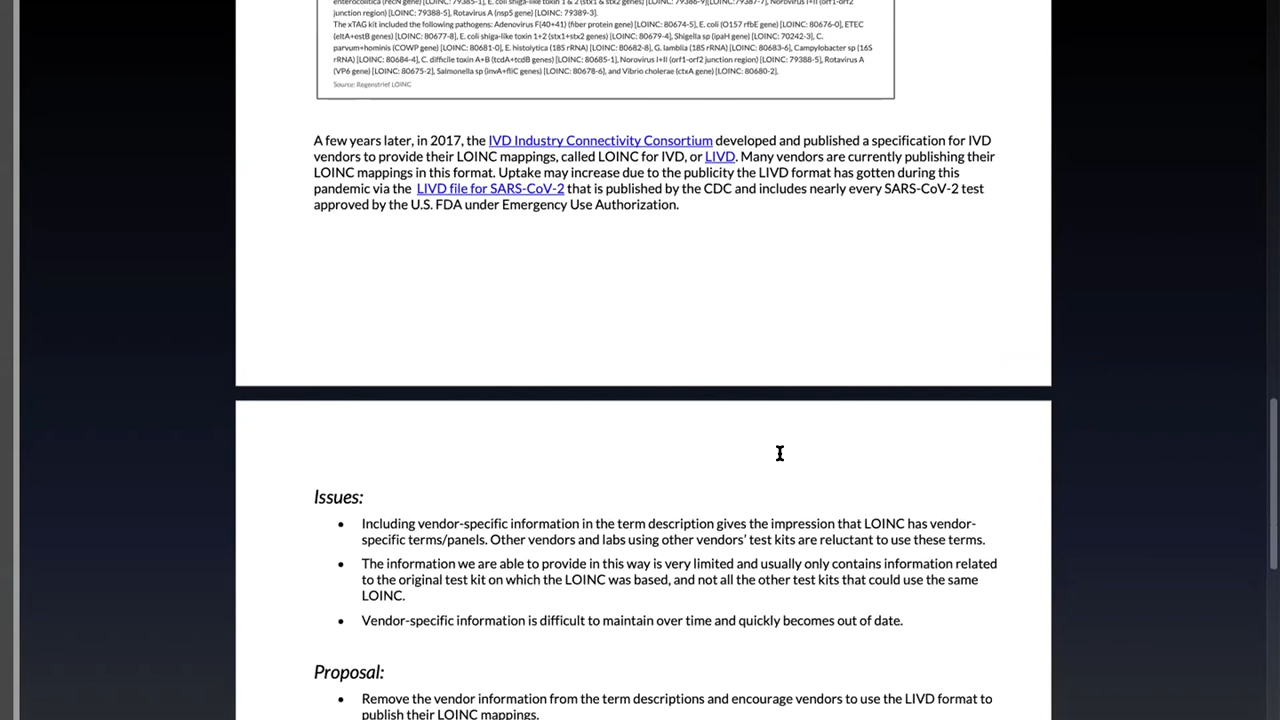 enterocolitica (recN gene) [LOINC: 79385-1], E. coli shiga-like toxin 1 & 2 (stx1 & stx2 genes) [LOINC: 79386-9][LOINC:79387-7], Norovirus I+II (orf1-orf2
junction region) [LOINC: 79388-5], Rotavirus A (nsp5 gene) [LOINC: 79389-3].
The xTAG kit included the following pathogens: Adenovirus F(40+41) (fiber protein gene) [LOINC: 80674-5], E. coli (O157 rfbE gene) [LOINC: 80676-0], ETEC
(eltA+estB genes) [LOINC: 80677-8], E. coli shiga-like toxin 1+2 (stx1+stx2 genes) [LOINC: 80679-4], Shigella sp (ipaH gene) [LOINC: 70242-3], C.
parvum+hominis (COWP gene) [LOINC: 80681-0], E. histolytica (18S rRNA) [LOINC: 80682-8], G. lamblia (18S rRNA) [LOINC: 80683-6], Campylobacter sp (16S
rRNA) [LOINC: 80684-4], C. difficile toxin A+B (tcdA+tcdB genes) [LOINC: 80685-1], Norovirus I+II (orf1-orf2 junction region) [LOINC: 79388-5], Rotavirus A
(VP6 gene) [LOINC: 80675-2], Salmonella sp (invA+fliC genes) [LOINC: 80678-6], and Vibrio cholerae (ctxA gene) [LOINC: 80680-2].
Source: Regenstrief LOINC
A few years later, in 2017, the IVD Industry Connectivity Consortium developed and published a specification for IVD
vendors to provide their LOINC mappings, called LOINC for IVD, or LIVD. Many vendors are currently publishing their
LOINC mappings in this format. Uptake may increase due to the publicity the LIVD format has gotten during this
pandemic via the LIVD file for SARS-CoV-2 that is published by the CDC and includes nearly every SARS-CoV-2 test
approved by the U.S. FDA under Emergency Use Authorization.
Issues:
• Including vendor-specific information in the term description gives the impression that LOINC has vendor-
specific terms/panels. Other vendors and labs using other vendors' test kits are reluctant to use these terms.
• The information we are able to provide in this way is very limited and usually only contains information related
to the original test kit on which the LOINC was based, and not all the other test kits that could use the same
LOINC.
• Vendor-specific information is difficult to maintain over time and quickly becomes out of date.
Proposal:
• Remove the vendor information from the term descriptions and encourage vendors to use the LIVD format to
publish their LOINC mappings.